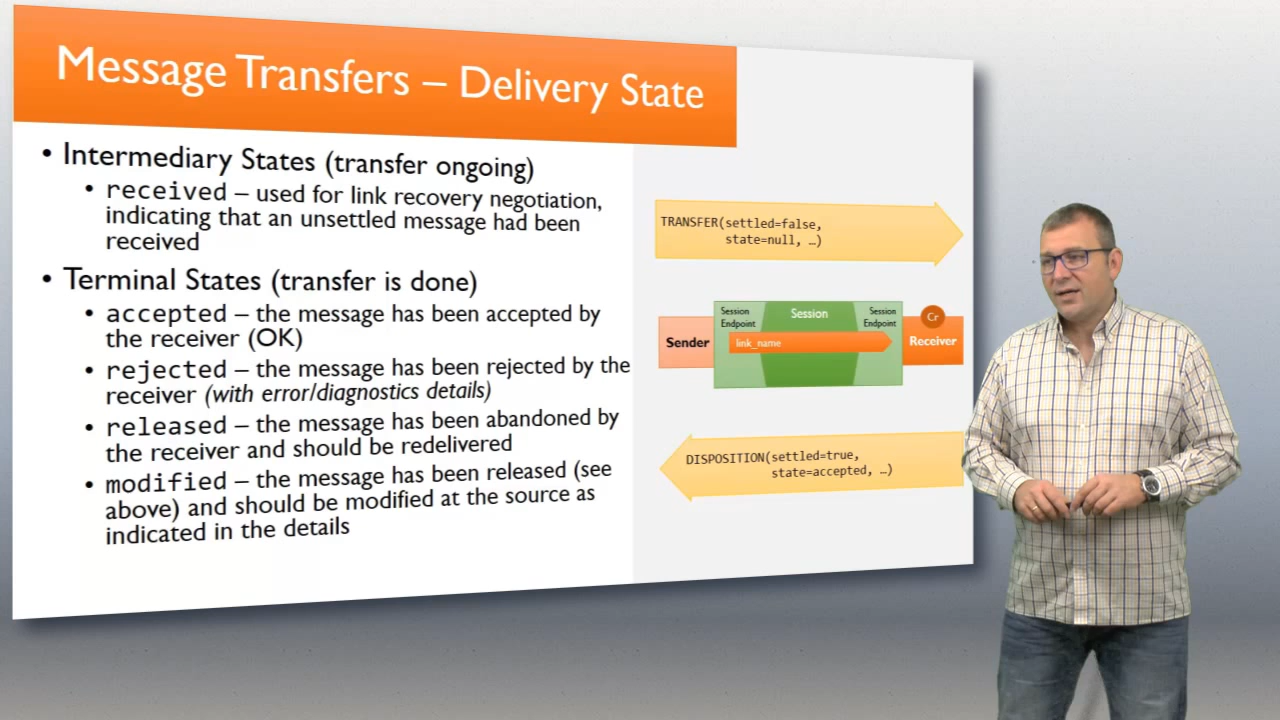 Message Transfers – Delivery State
• Intermediary States (transfer ongoing)
• received – used for link recovery negotiation,
indicating that an unsettled message had been
received
• Terminal States (transfer is done)
• accepted – the message has been accepted by
the receiver (OK)
• rejected – the message has been rejected by the
receiver (with error/diagnostics details)
• released – the message has been abandoned by
the receiver and should be redelivered
• modified – the message has been released (see
above) and should be modified at the source as
indicated in the details
TRANSFER(settled=false,
state=null, …)
Session
Endpoint
Session
Session
Endpoint
Cr
Sender
link_name
Receiver
DISPOSITION(settled=true,
state=accepted, …)